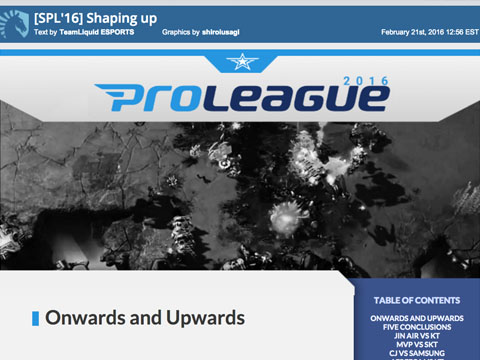 [SPL'16] Shaping up
Text by TeamLiquid ESPORTS Graphics by shiroiusagi February 21st, 2016 12:56 EST
2016
PROLEAGUE
Onwards and Upwards
TABLE OF CONTENTS
ONWARDS AND UPWARDS
FIVE CONCLUSIONS
JIN AIR VS KT
MVP VS SKT
CJ VS SAMSUNG